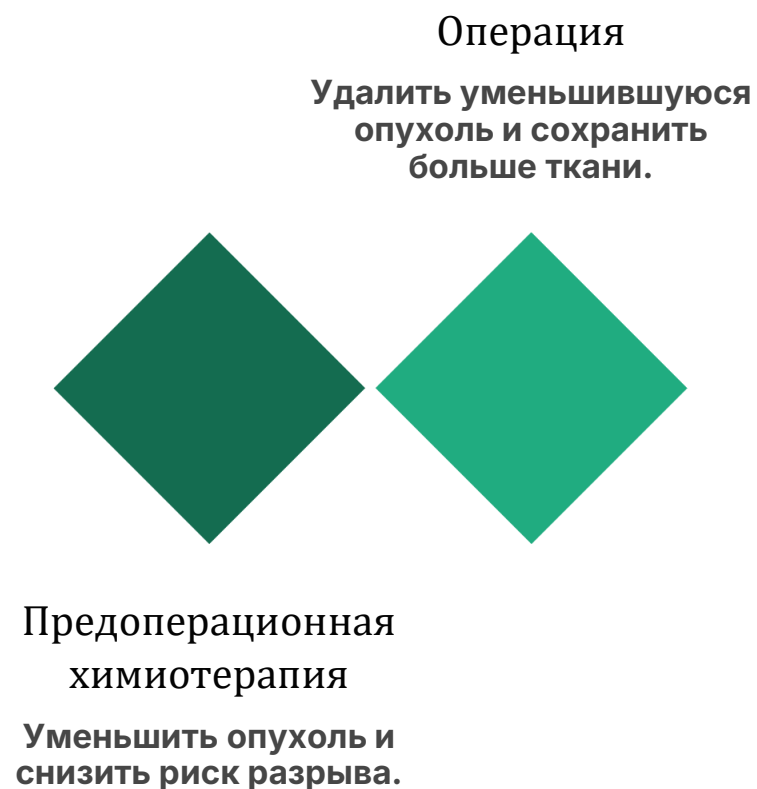 Операция
Удалить уменьшившуюся
опухоль и сохранить
больше ткани.
Предоперационная
химиотерапия
Уменьшить опухоль и
снизить риск разрыва.